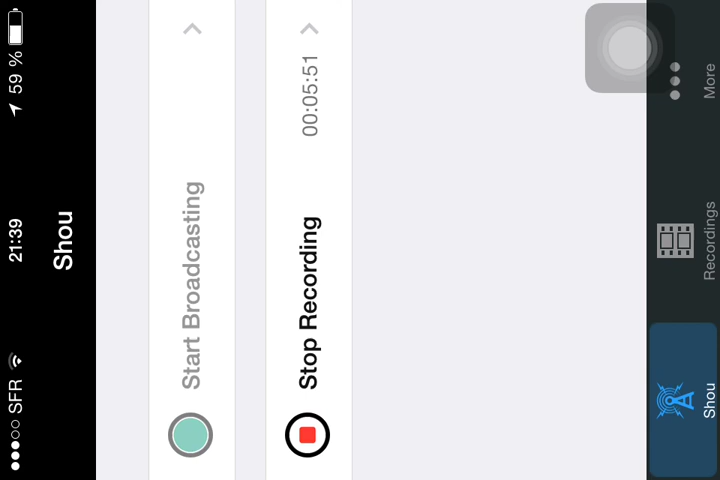 SFR 21:39 59 %
Shou
Start Broadcasting
Stop Recording 00:05:51
Shou Recordings More